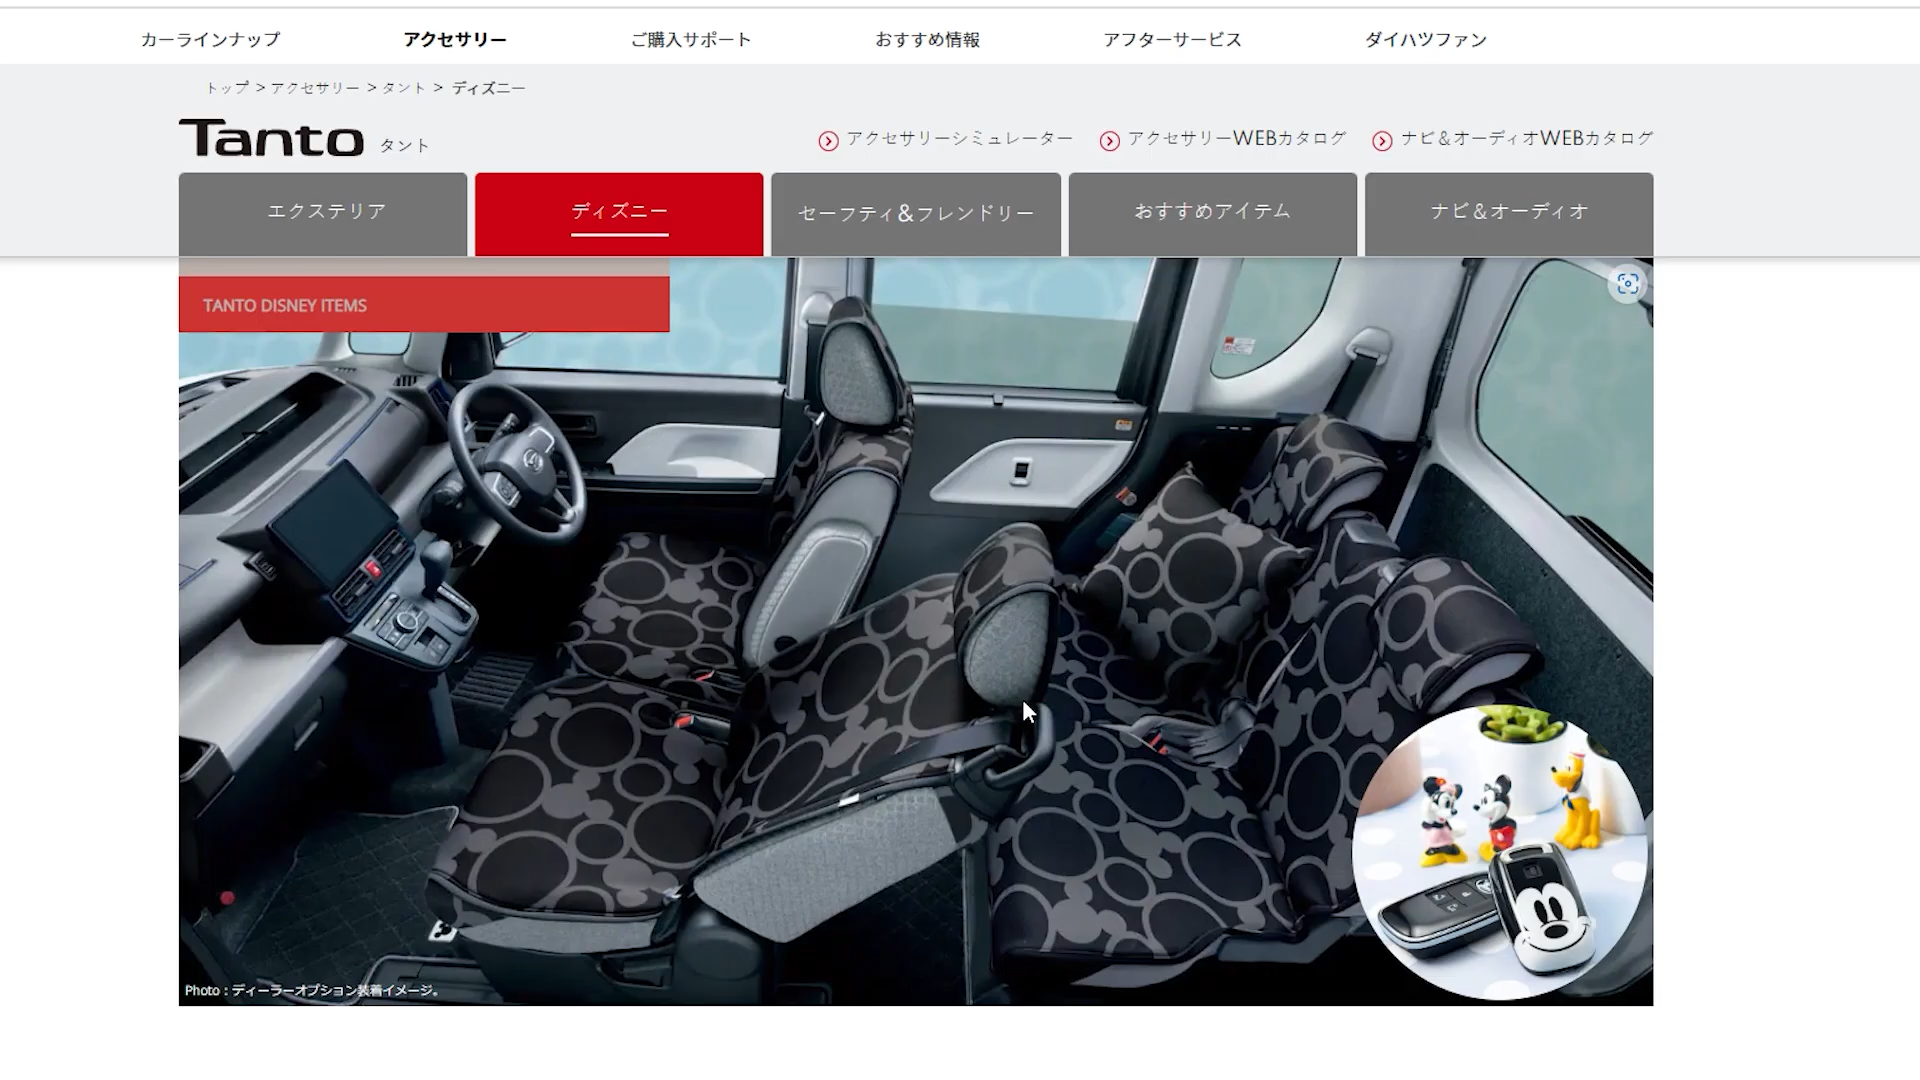 カーラインナップ アクセサリー ご購入サポート おすすめ情報 アフターサービス ダイハツファン
トップ > アクセサリー > タント > ディズニー
Tanto タント
アクセサリーシミュレーター アクセサリーWEBカタログ ナビ＆オーディオWEBカタログ
エクステリア ディズニー セーフティ&フレンドリー おすすめアイテム ナビ＆オーディオ
TANTO DISNEY ITEMS
Photo：ディーラーオプション装着イメージ。